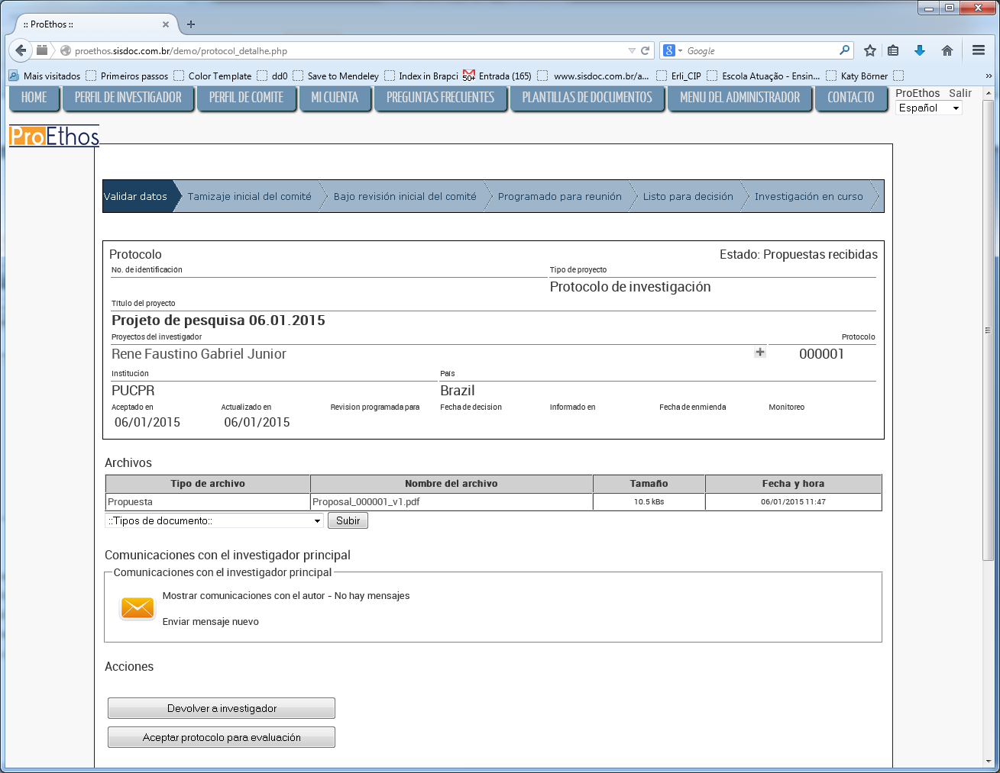 :: ProEthos ::
proethos.sisdoc.com.br/demo/protocol_detalhe.php
Google
Mais visitados Primeiros passos Color Template dd0 Save to Mendeley Index in Brapci 50+ Entrada (165) www.sisdoc.com.br/a... Erli_CIP Escola Atuação - Ensin... Katy Börner
HOME PERFIL DE INVESTIGADOR PERFIL DE COMITE MI CUENTA PREGUNTAS FRECUENTES PLANTILLAS DE DOCUMENTOS MENU DEL ADMINISTRADOR CONTACTO ProEthos Salir
Español
ProEthos
Validar datos Tamizaje inicial del comité Bajo revisión inicial del comité Programado para reunión Listo para decisión Investigación en curso
Protocolo Estado: Propuestas recibidas
No. de identificación Tipo de proyecto
Protocolo de investigación
Título del proyecto
Projeto de pesquisa 06.01.2015
Proyectos del investigador Protocolo
Rene Faustino Gabriel Junior + 000001
Institución País
PUCPR Brazil
Aceptado en Actualizado en Revision programada para Fecha de decision Informado en Fecha de enmienda Monitoreo
06/01/2015 06/01/2015
Archivos
Tipo de archivo Nombre del archivo Tamaño Fecha y hora
Propuesta Proposal_000001_v1.pdf 10.5 kBs 06/01/2015 11:47
::Tipos de documento:: Subir
Comunicaciones con el investigador principal
Comunicaciones con el investigador principal
Mostrar comunicaciones con el autor - No hay mensajes
Enviar mensaje nuevo
Acciones
Devolver a investigador
Aceptar protocolo para evaluación